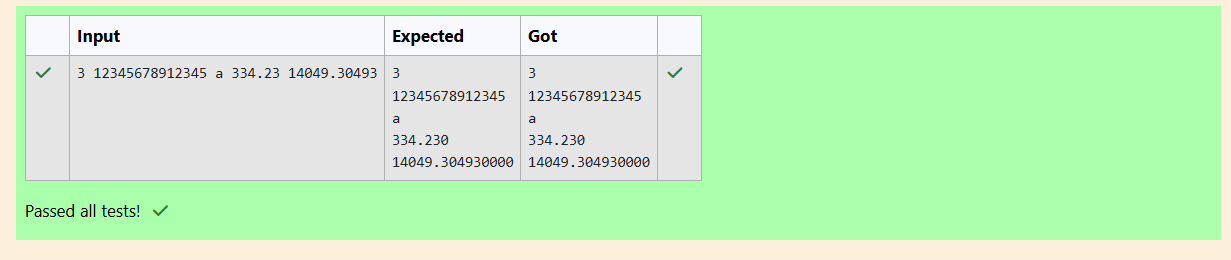 Input Expected Got
3 12345678912345 a 334.23 14049.30493 3 3
12345678912345 12345678912345
a a
334.230 334.230
14049.304930000 14049.304930000
Passed all tests!